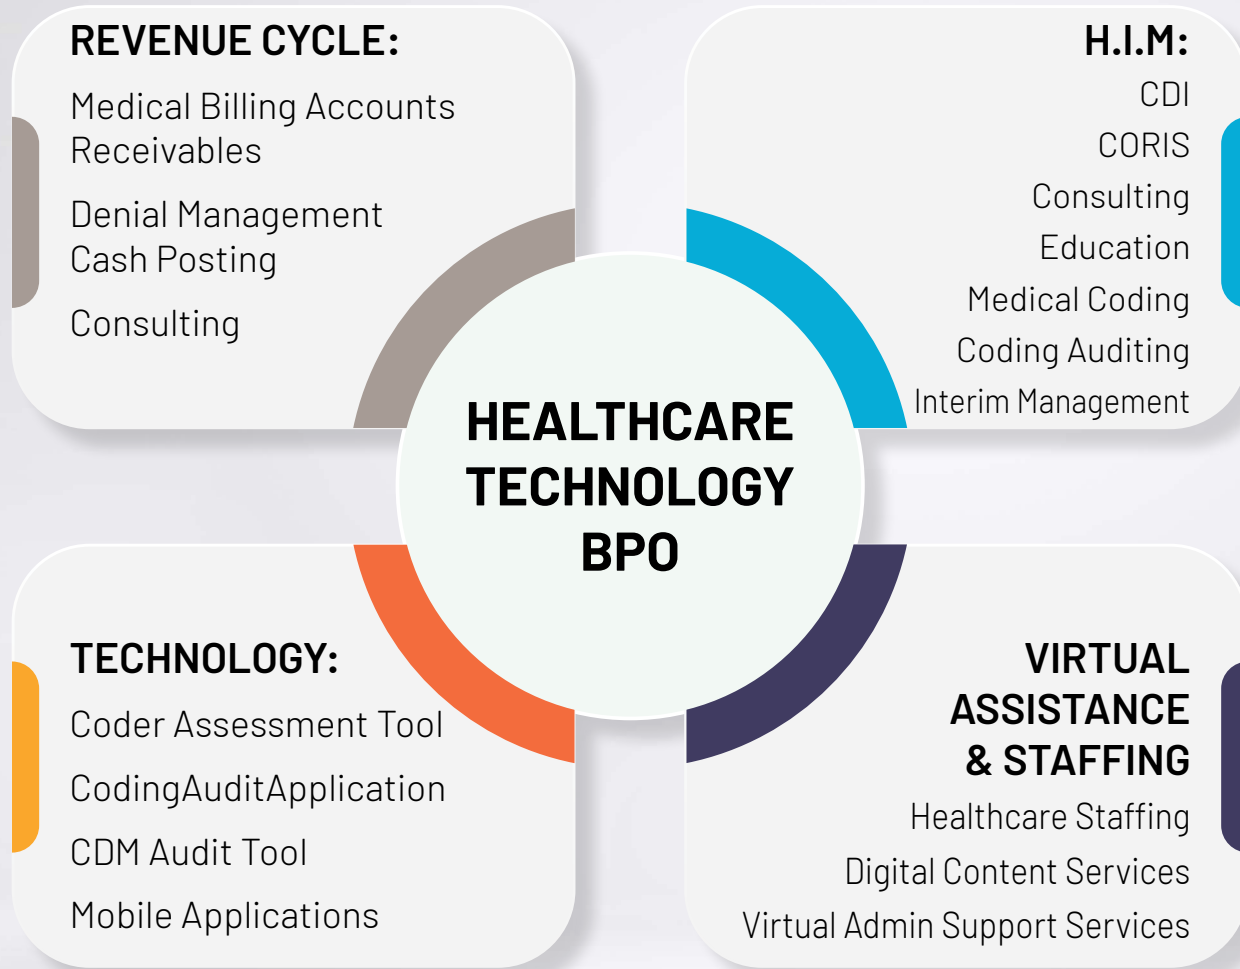 REVENUE CYCLE:
Medical Billing Accounts
Receivables
Denial Management
Cash Posting
Consulting
H.I.M:
CDI
CORIS
Consulting
Education
Medical Coding
Coding Auditing
Interim Management
HEALTHCARE
TECHNOLOGY
BPO
TECHNOLOGY:
Coder Assessment Tool
CodingAuditApplication
CDM Audit Tool
Mobile Applications
VIRTUAL
ASSISTANCE
& STAFFING
Healthcare Staffing
Digital Content Services
Virtual Admin Support Services